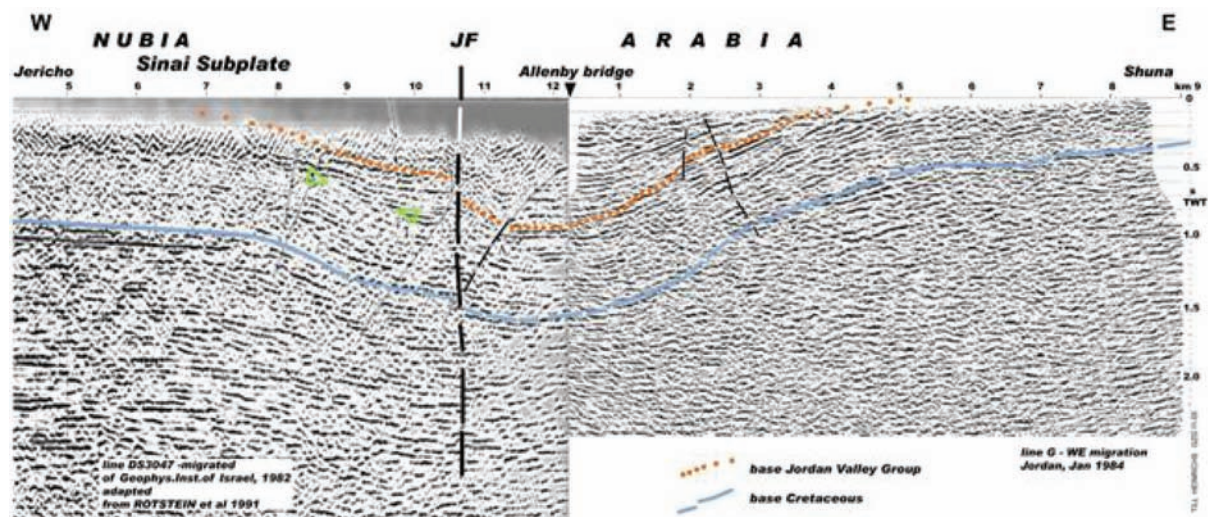 W
E
N U B I A
JF
A R A B I A
Jericho
Sinai Subplate
Allenby bridge
Shuna
5 6 7 8 9 10 11 12 1 2 3 4 5 6 7 8 km 9
0
0.5
s
TWT
1.0
1.5
2.0
line DS3047 -migrated
of Geophys.Inst.of Israel, 1982
adapted
from ROTSTEIN et al 1991
base Jordan Valley Group
base Cretaceous
line G - WE migration
Jordan, Jan 1984